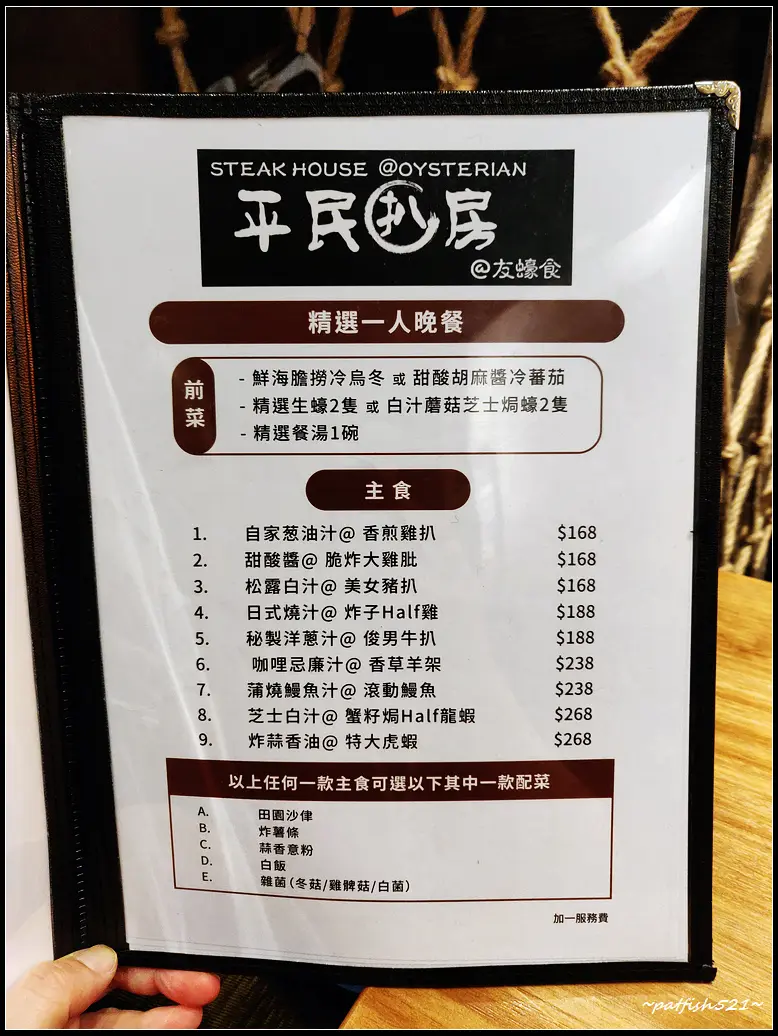 STEAK HOUSE @OYSTERIAN
平民扒房
@友蠔食
精選一人晚餐
前菜
- 鮮海膽撈冷烏冬 或 甜酸胡麻醬冷蕃茄
- 精選生蠔2隻 或 白汁蘑菇芝士焗蠔2隻
- 精選餐湯1碗
主食
1. 自家葱油汁@ 香煎雞扒 $168
2. 甜酸醬@ 脆炸大雞肶 $168
3. 松露白汁@ 美女豬扒 $168
4. 日式燒汁@ 炸子Half雞 $188
5. 秘製洋蔥汁@ 俊男牛扒 $188
6. 咖哩忌廉汁@ 香草羊架 $238
7. 蒲燒鰻魚汁@ 滾動鰻魚 $238
8. 芝士白汁@ 蟹籽焗Half龍蝦 $268
9. 炸蒜香油@ 特大虎蝦 $268
以上任何一款主食可選以下其中一款配菜
A. 田園沙侓
B. 炸薯條
C. 蒜香意粉
D. 白飯
E. 雜菌(冬菇/雞髀菇/白菌)
加一服務費
~patfish521~